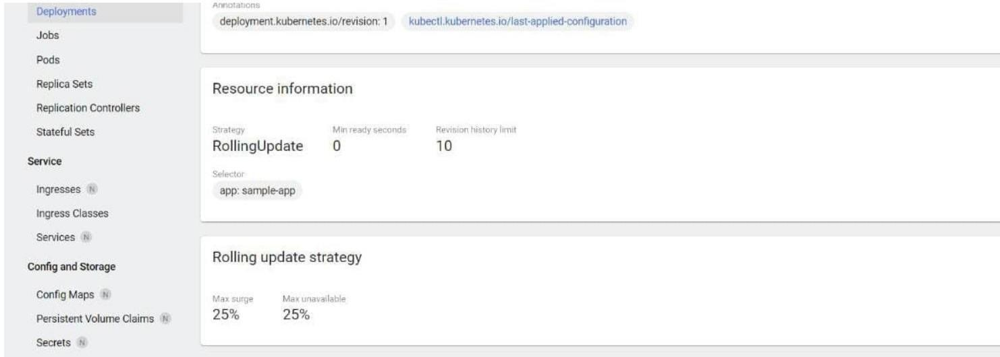 Deployments
Jobs
Pods
Replica Sets
Replication Controllers
Stateful Sets
Service
Ingresses N
Ingress Classes
Services N
Config and Storage
Config Maps N
Persistent Volume Claims N
Secrets N
Annotations
deployment.kubernetes.io/revision: 1 kubectl.kubernetes.io/last-applied-configuration
Resource information
Strategy Min ready seconds Revision history limit
RollingUpdate 0 10
Selector
app: sample-app
Rolling update strategy
Max surge Max unavailable
25% 25%